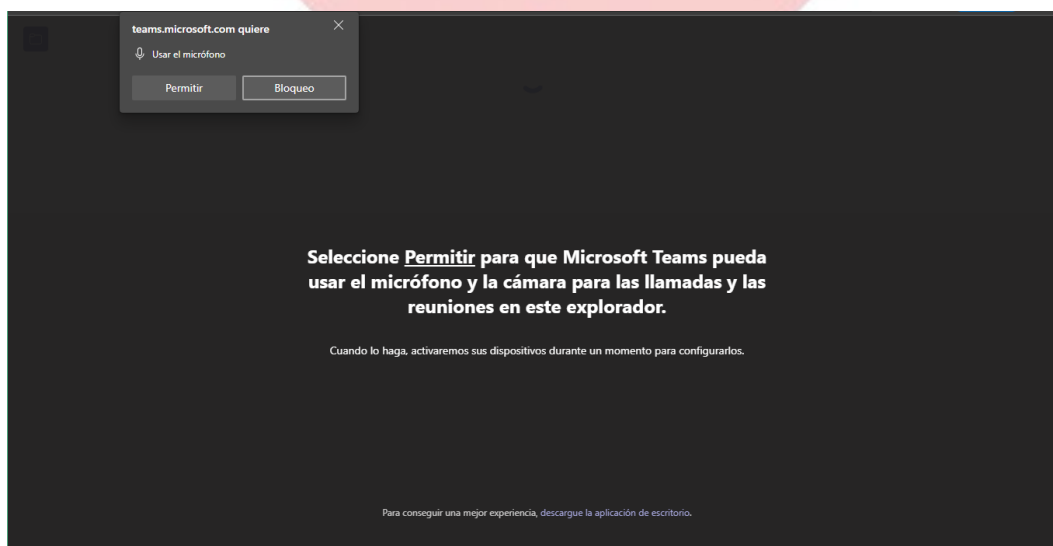 teams.microsoft.com quiere
Usar el micrófono
Permitir
Bloqueo
Seleccione Permitir para que Microsoft Teams pueda
usar el micrófono y la cámara para las llamadas y las
reuniones en este explorador.
Cuando lo haga, activaremos sus dispositivos durante un momento para configurarlos.
Para conseguir una mejor experiencia, descargue la aplicación de escritorio.